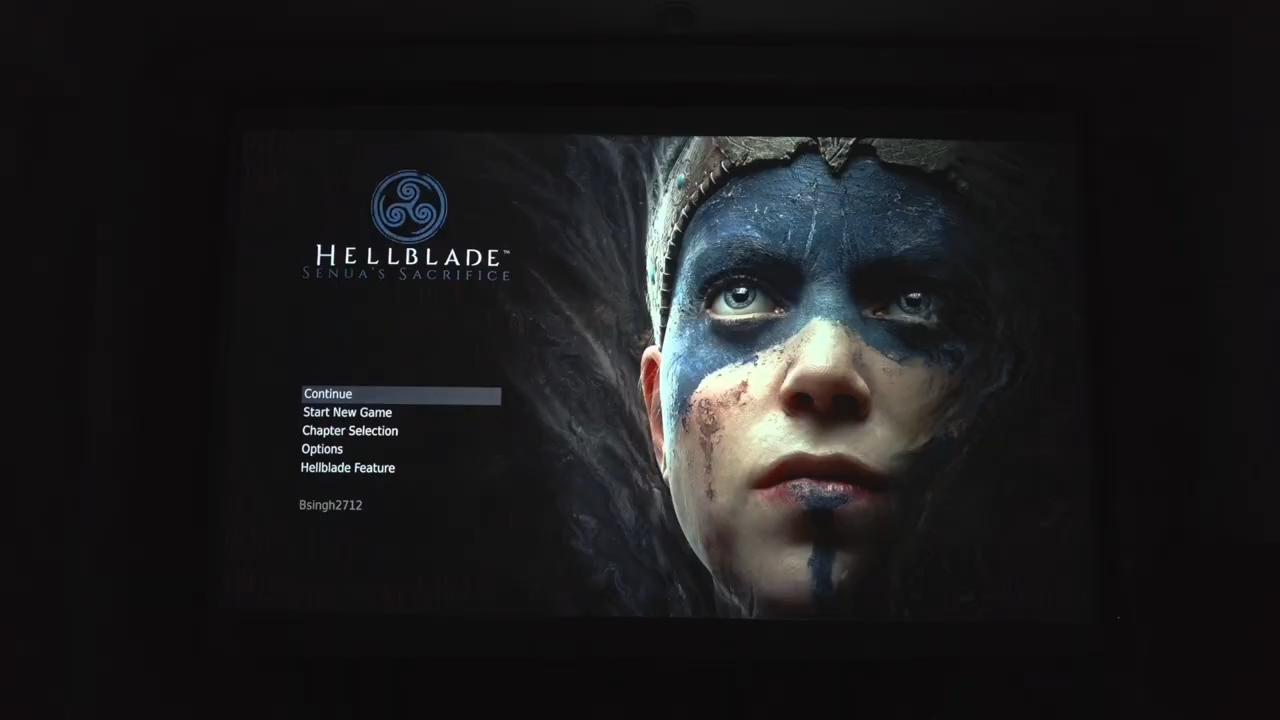 HELLBLADE™
SENUA'S SACRIFICE
Continue
Start New Game
Chapter Selection
Options
Hellblade Feature
Bsingh2712